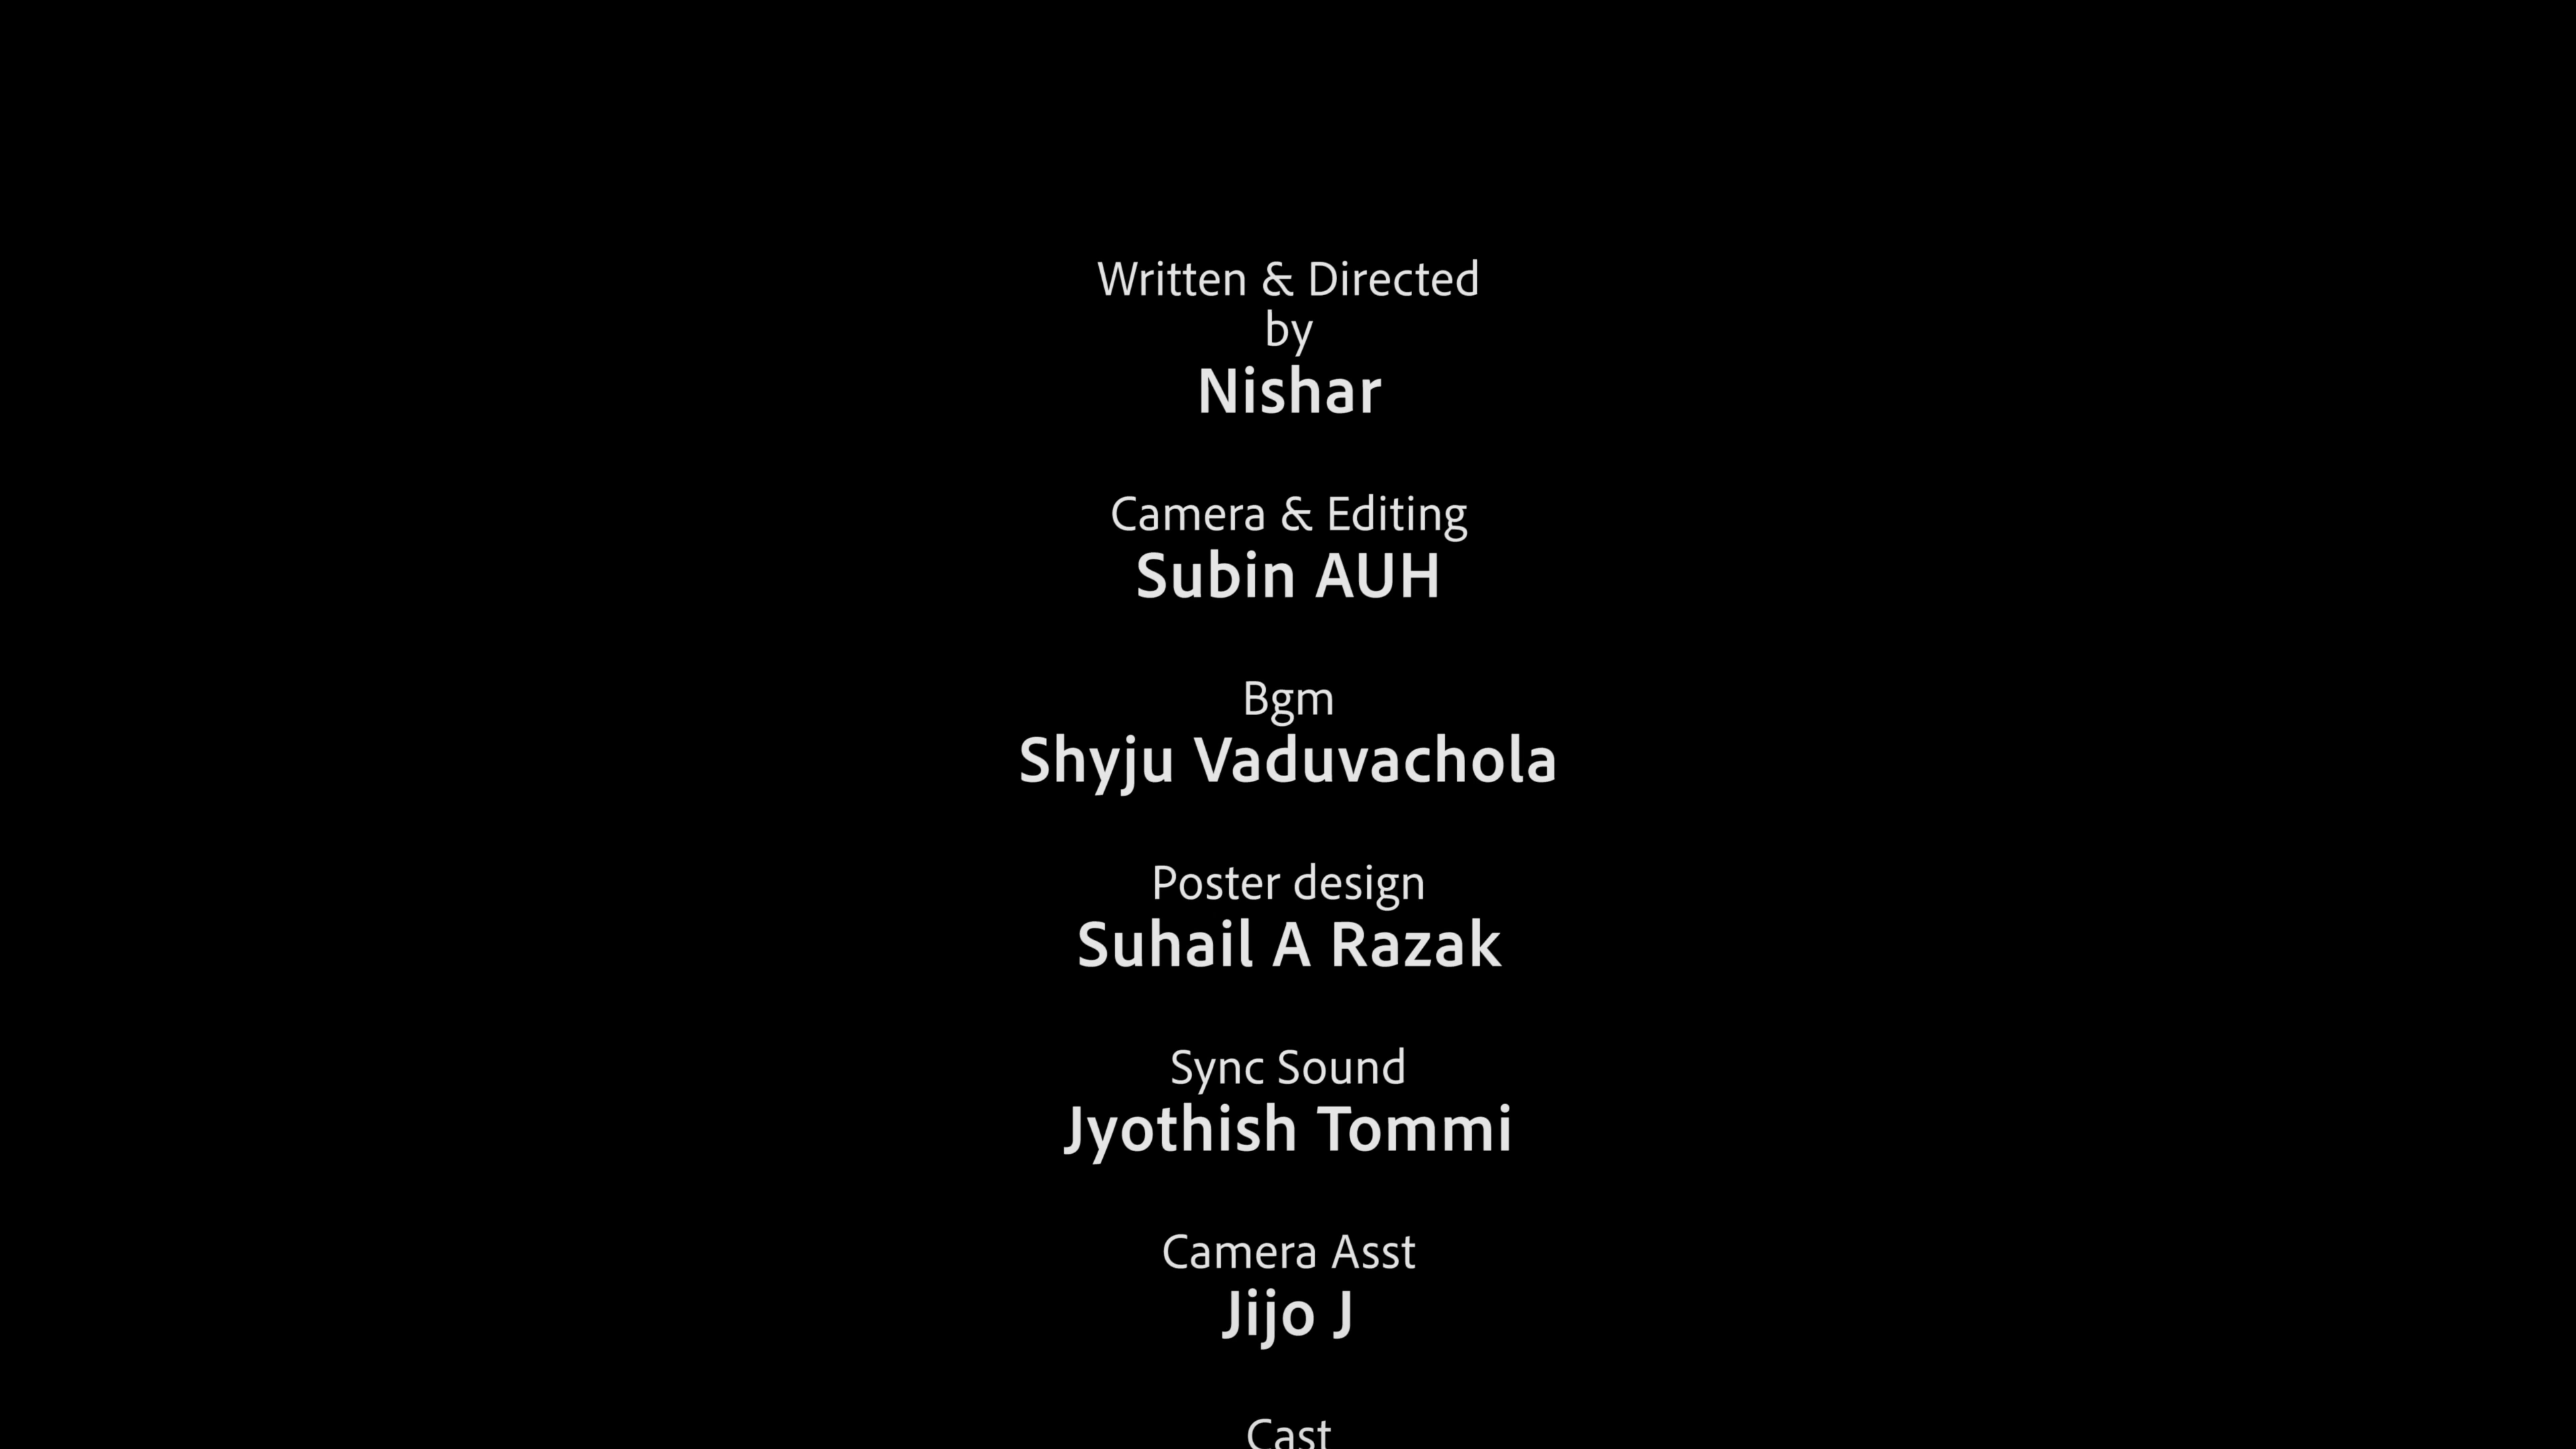 Written & Directed
by
Nishar
Camera & Editing
Subin AUH
Bgm
Shyju Vaduvachola
Poster design
Suhail A Razak
Sync Sound
Jyothish Tommi
Camera Asst
Jijo J
Cast